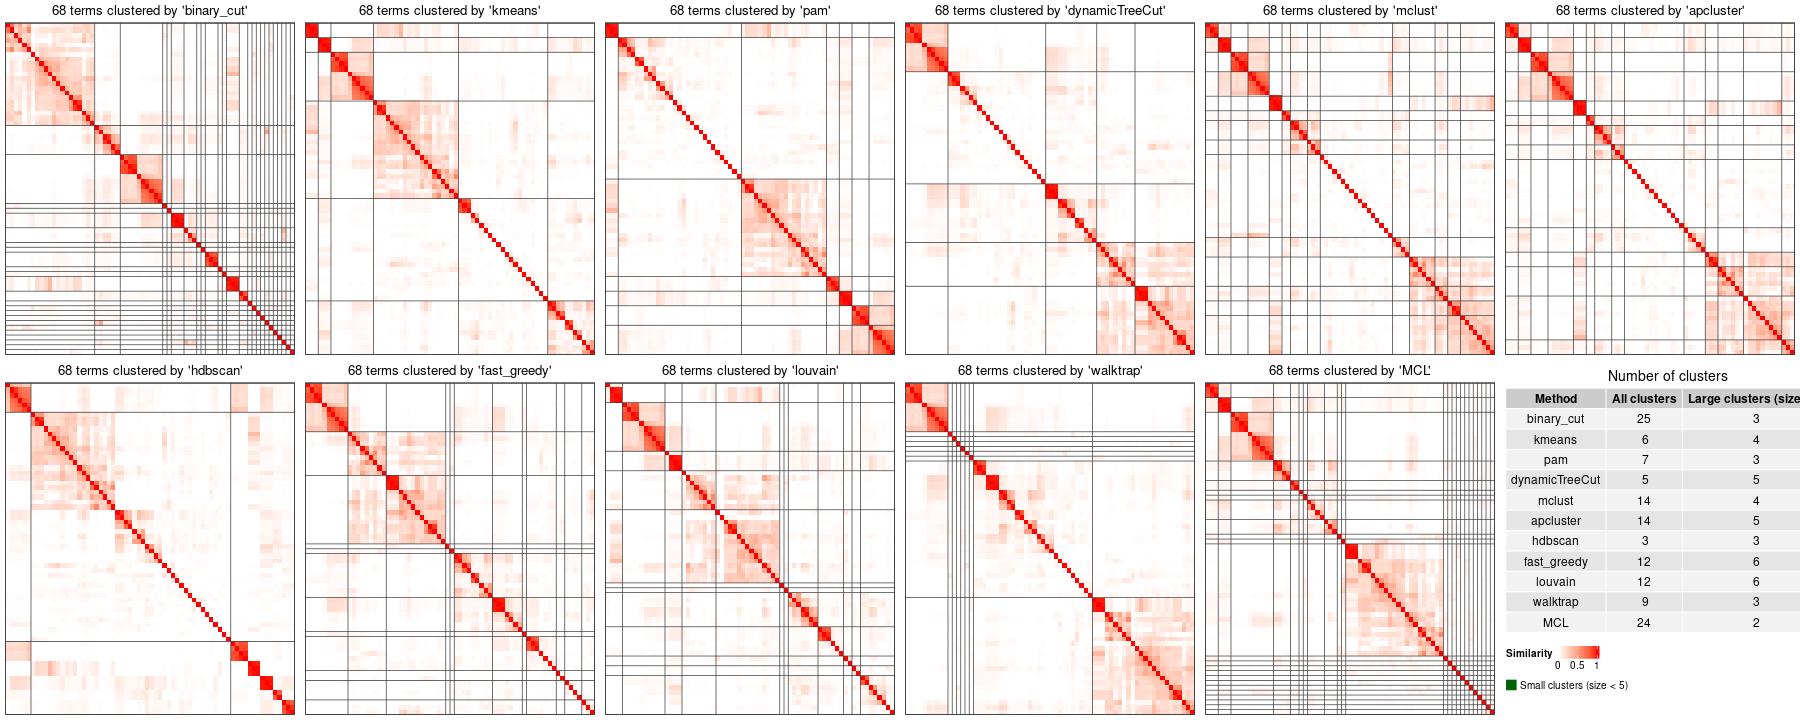 68 terms clustered by 'binary_cut'
68 terms clustered by 'kmeans'
68 terms clustered by 'pam'
68 terms clustered by 'dynamicTreeCut'
68 terms clustered by 'mclust'
68 terms clustered by 'apcluster'
68 terms clustered by 'hdbscan'
68 terms clustered by 'fast_greedy'
68 terms clustered by 'louvain'
68 terms clustered by 'walktrap'
68 terms clustered by 'MCL'
Number of clusters
Method All clusters Large clusters (size
binary_cut 25 3
kmeans 6 4
pam 7 3
dynamicTreeCut 5 5
mclust 14 4
apcluster 14 5
hdbscan 3 3
fast_greedy 12 6
louvain 12 6
walktrap 9 3
MCL 24 2
Similarity
0 0.5 1
Small clusters (size < 5)